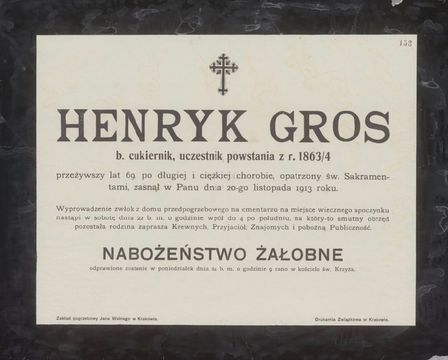 153
HENRYK GROS
b. cukiernik, uczestnik powstania z r. 1863/4
przeżywszy lat 69 po długiej i ciężkiej chorobie, opatrzony św. Sakramen-
tami, zasnął w Panu dnia 20-go listopada 1913 roku.
Wyprowadzenie zwłok z domu przedpogrzebowego na cmentarzu na miejsce wiecznego spoczynku
nastąpi w sobotę dnia 22 b. m. o godzinie wpół do 4 po południu, na który-to smutny obrzęd
pozostała rodzina zaprasza Krewnych, Przyjaciół, Znajomych i pobożną Publiczność.
NABOŻEŃSTWO ŻAŁOBNE
odprawione zostanie w poniedziałek dnia 24 b. m. o godzinie 9 rano w kościele św. Krzyża.
Zakład pogrzebowy Jana Wolnego w Krakowie.
Drukarnia Związkowa w Krakowie.